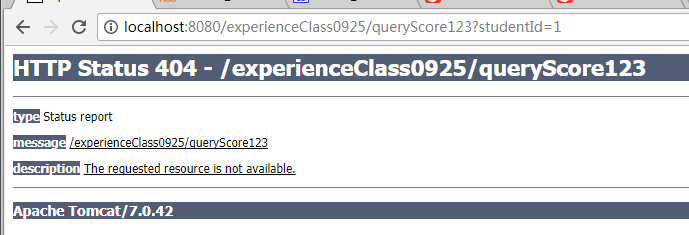 localhost:8080/experienceClass0925/queryScore123?studentId=1
HTTP Status 404 - /experienceClass0925/queryScore123
type Status report
message /experienceClass0925/queryScore123
description The requested resource is not available.
Apache Tomcat/7.0.42